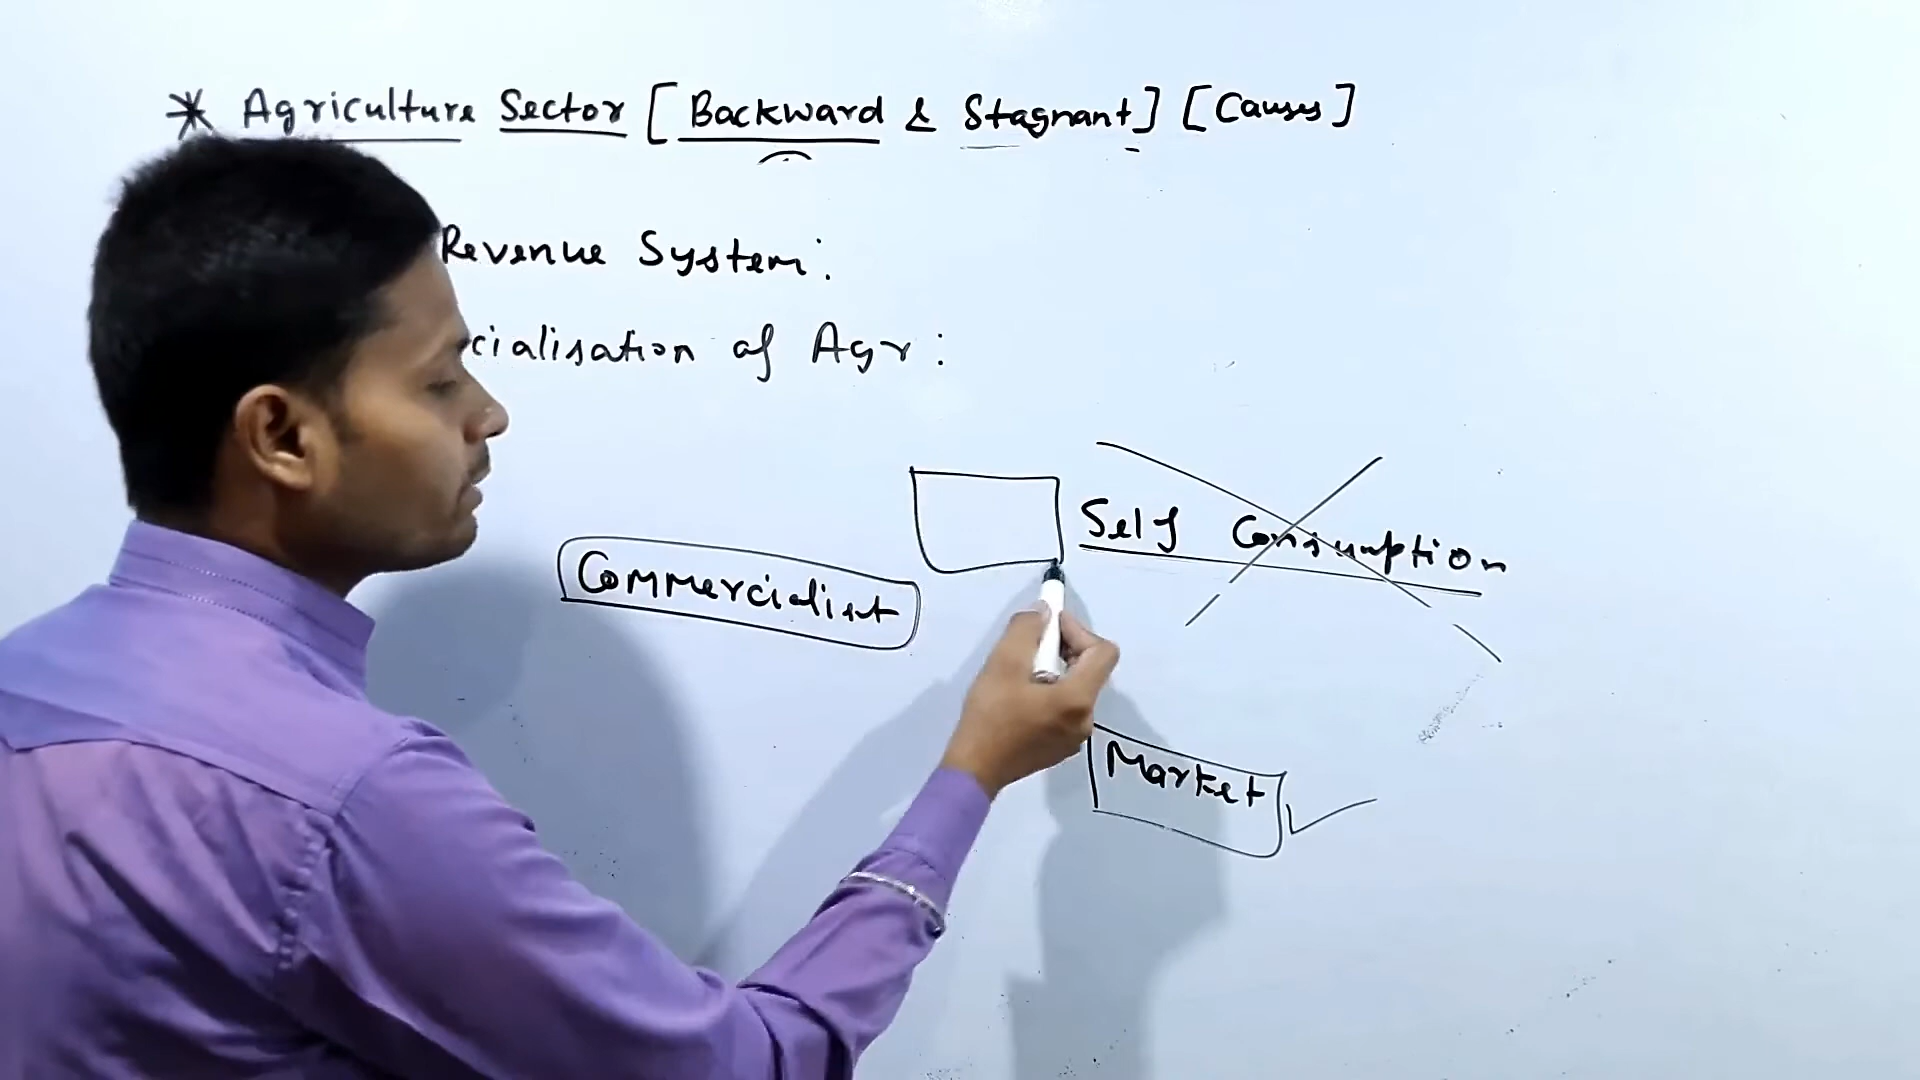 * Agriculture Sector [Backward & Stagnant] [Causes]
Revenue System:
cialisation of Agr:
Self Consumption
Commercialist
Market